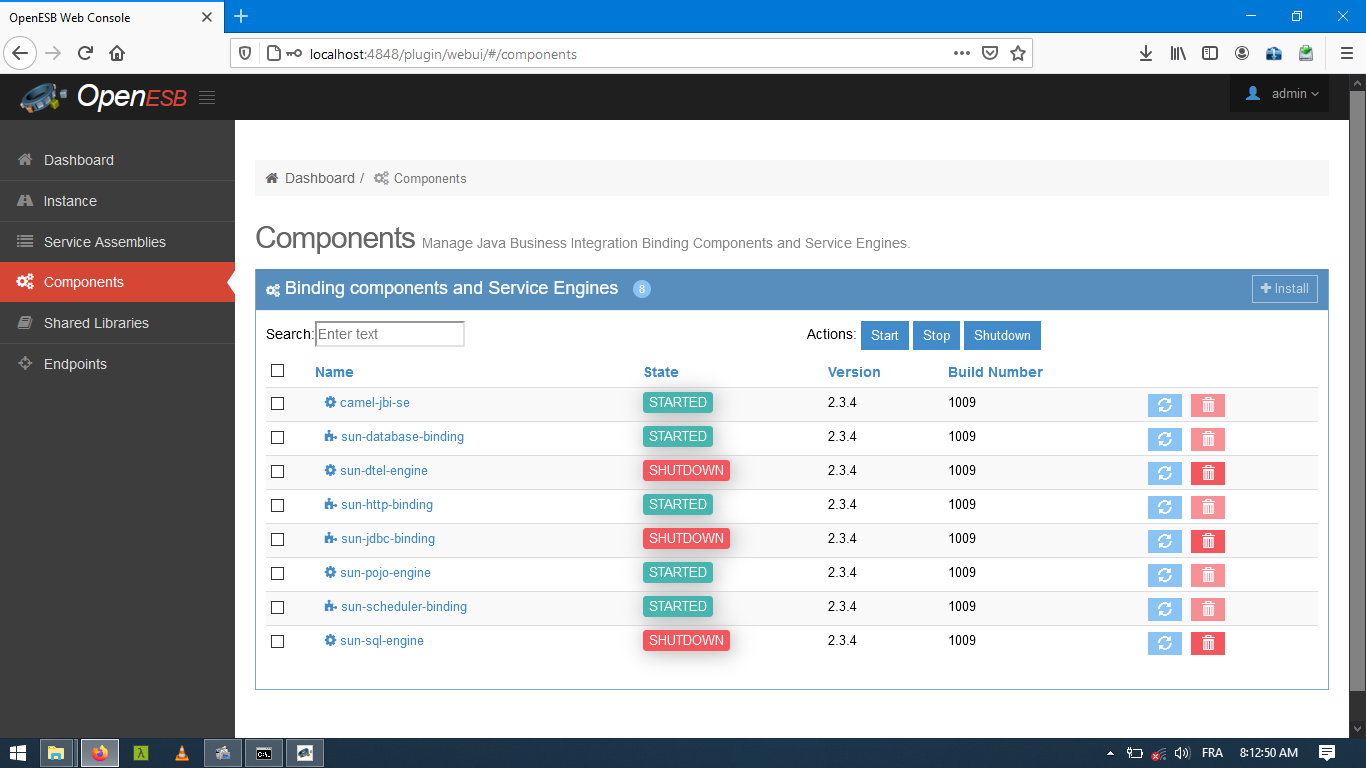 OpenESB Web Console
localhost:4848/plugin/webui/#/components
OpenESB
admin
Dashboard
Instance
Service Assemblies
Components
Shared Libraries
Endpoints
Dashboard / Components
Components Manage Java Business Integration Binding Components and Service Engines.
Binding components and Service Engines 8
+ Install
Search: Enter text
Actions: Start Stop Shutdown
Name State Version Build Number
camel-jbi-se STARTED 2.3.4 1009
sun-database-binding STARTED 2.3.4 1009
sun-dtel-engine SHUTDOWN 2.3.4 1009
sun-http-binding STARTED 2.3.4 1009
sun-jdbc-binding SHUTDOWN 2.3.4 1009
sun-pojo-engine STARTED 2.3.4 1009
sun-scheduler-binding STARTED 2.3.4 1009
sun-sql-engine SHUTDOWN 2.3.4 1009
FRA 8:12:50 AM